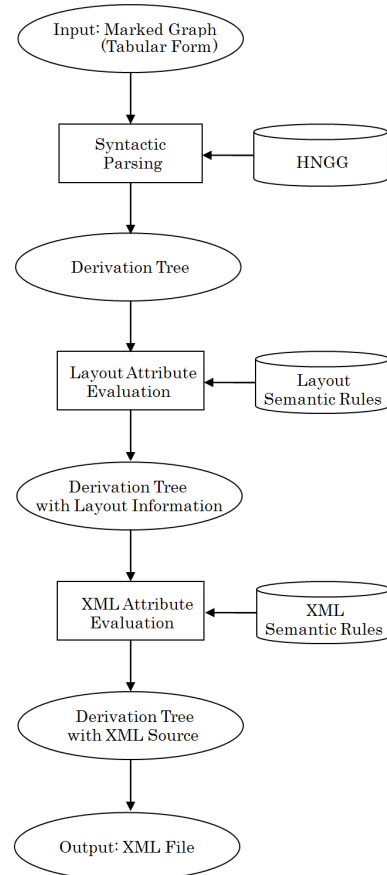 Input: Marked Graph
(Tabular Form)
Syntactic
Parsing
HNGG
Derivation Tree
Layout Attribute
Evaluation
Layout
Semantic Rules
Derivation Tree
with Layout Information
XML Attribute
Evaluation
XML
Semantic Rules
Derivation Tree
with XML Source
Output: XML File